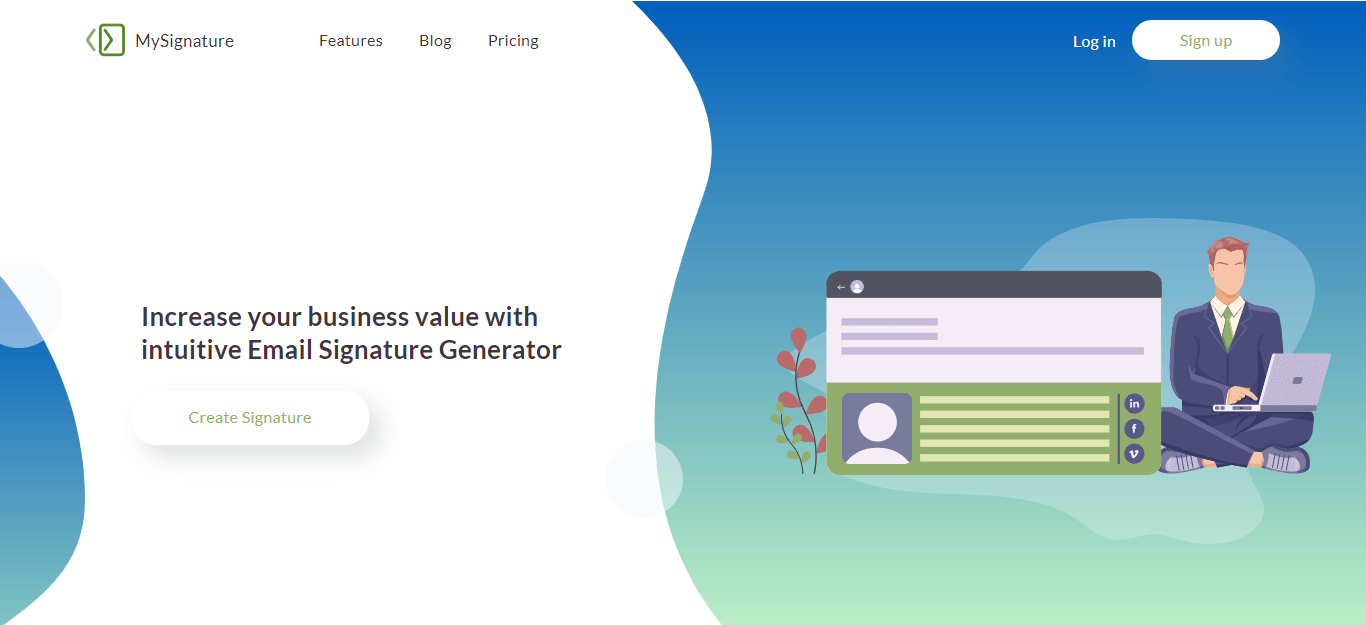 MySignature
Features
Blog
Pricing
Log in
Sign up
Increase your business value with
intuitive Email Signature Generator
Create Signature
in
f
v